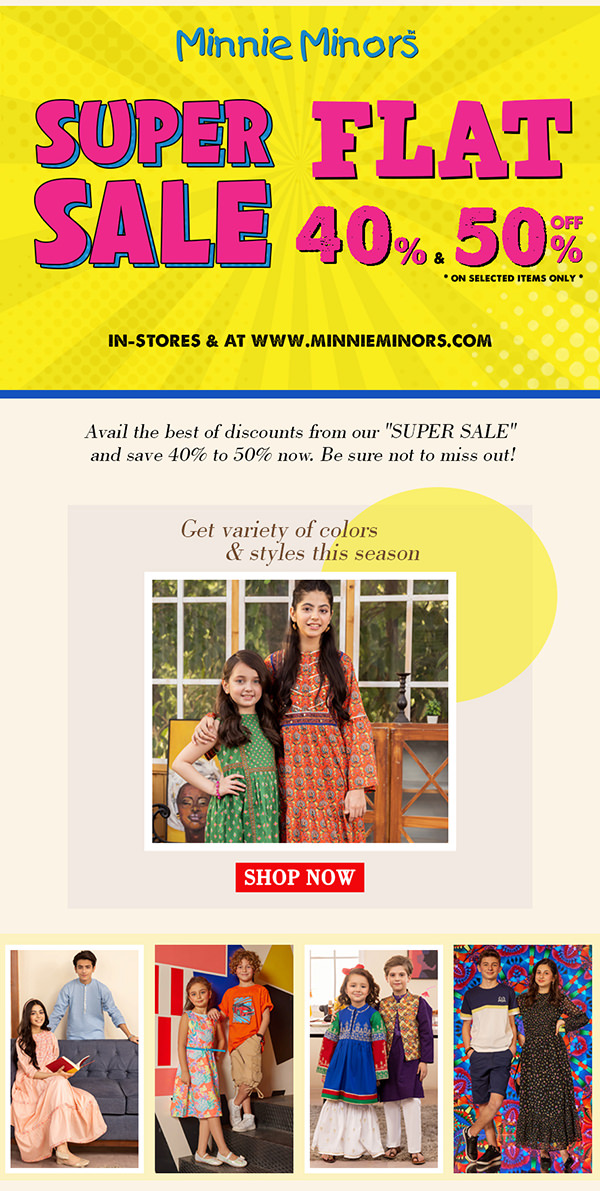 Minnie Minors™
SUPER
SALE
FLAT
40% & 50% OFF
* ON SELECTED ITEMS ONLY *
IN-STORES & AT WWW.MINNIEMINORS.COM
Avail the best of discounts from our "SUPER SALE"
and save 40% to 50% now. Be sure not to miss out!
Get variety of colors
& styles this season
SHOP NOW